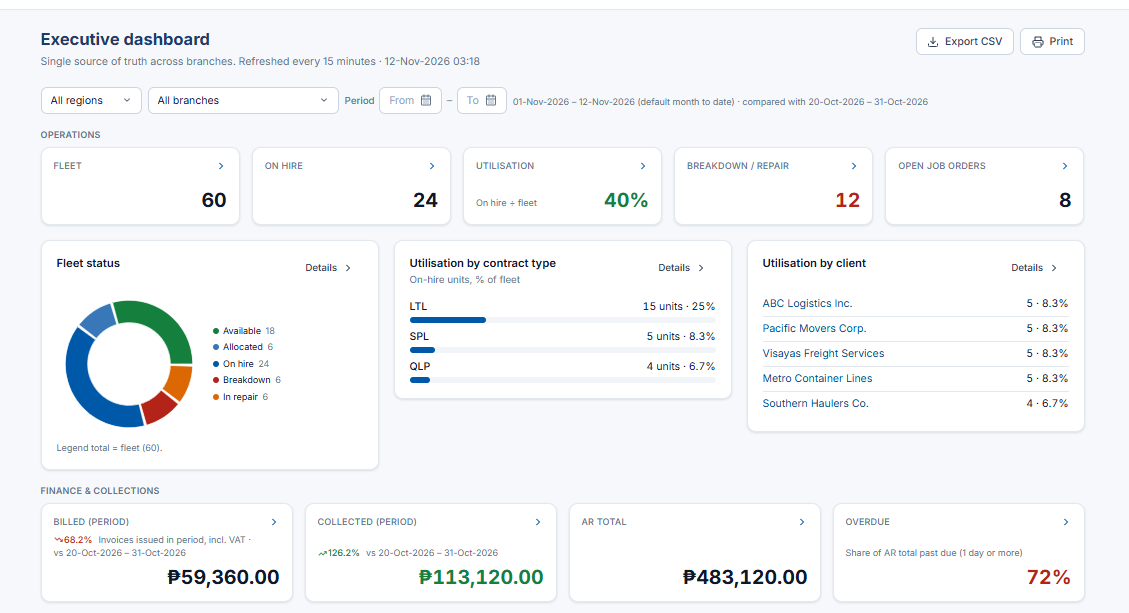 Executive dashboard
Export CSV
Print
Single source of truth across branches. Refreshed every 15 minutes · 12-Nov-2026 03:18
All regions
All branches
Period
From
–
To
01-Nov-2026 – 12-Nov-2026 (default month to date) · compared with 20-Oct-2026 – 31-Oct-2026
OPERATIONS
FLEET
60
ON HIRE
24
UTILISATION
On hire ÷ fleet
40%
BREAKDOWN / REPAIR
12
OPEN JOB ORDERS
8
Fleet status
Details
Available 18
Allocated 6
On hire 24
Breakdown 6
In repair 6
Legend total = fleet (60).
Utilisation by contract type
Details
On-hire units, % of fleet
LTL 15 units · 25%
SPL 5 units · 8.3%
QLP 4 units · 6.7%
Utilisation by client
Details
ABC Logistics Inc. 5 · 8.3%
Pacific Movers Corp. 5 · 8.3%
Visayas Freight Services 5 · 8.3%
Metro Container Lines 5 · 8.3%
Southern Haulers Co. 4 · 6.7%
FINANCE & COLLECTIONS
BILLED (PERIOD)
68.2% Invoices issued in period, incl. VAT ·
vs 20-Oct-2026 – 31-Oct-2026
₱59,360.00
COLLECTED (PERIOD)
126.2% vs 20-Oct-2026 – 31-Oct-2026
₱113,120.00
AR TOTAL
₱483,120.00
OVERDUE
Share of AR total past due (1 day or more)
72%